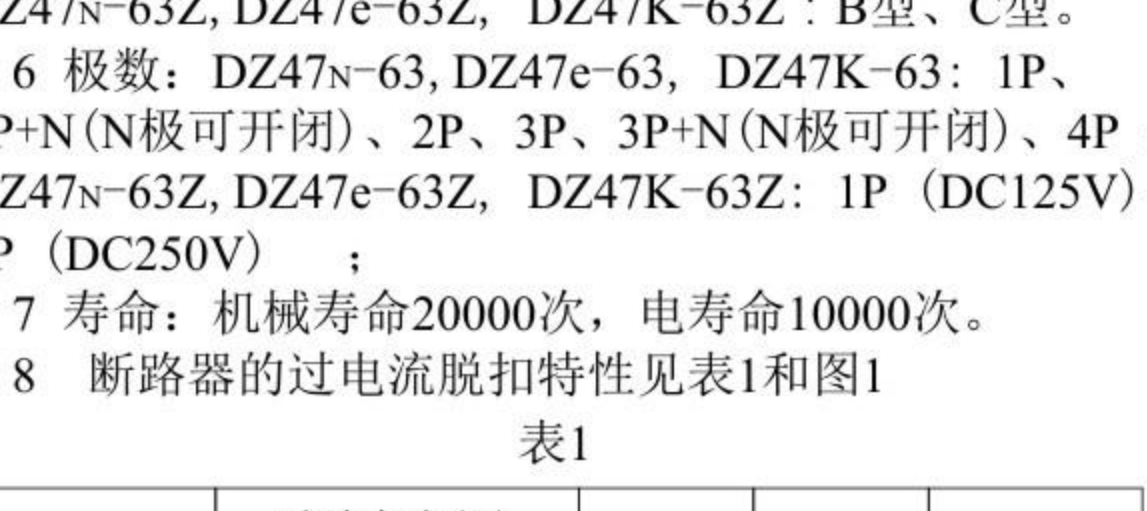 Z47N-63Z, DZ47e-63Z, DZ47K-63Z：B型、C型。
6 极数：DZ47N-63, DZ47e-63, DZ47K-63：1P、
P+N(N极可开闭)、2P、3P、3P+N(N极可开闭)、4P
Z47N-63Z, DZ47e-63Z, DZ47K-63Z：1P（DC125V）
P（DC250V）；
7 寿命：机械寿命20000次，电寿命10000次。
8 断路器的过电流脱扣特性见表1和图1
表1